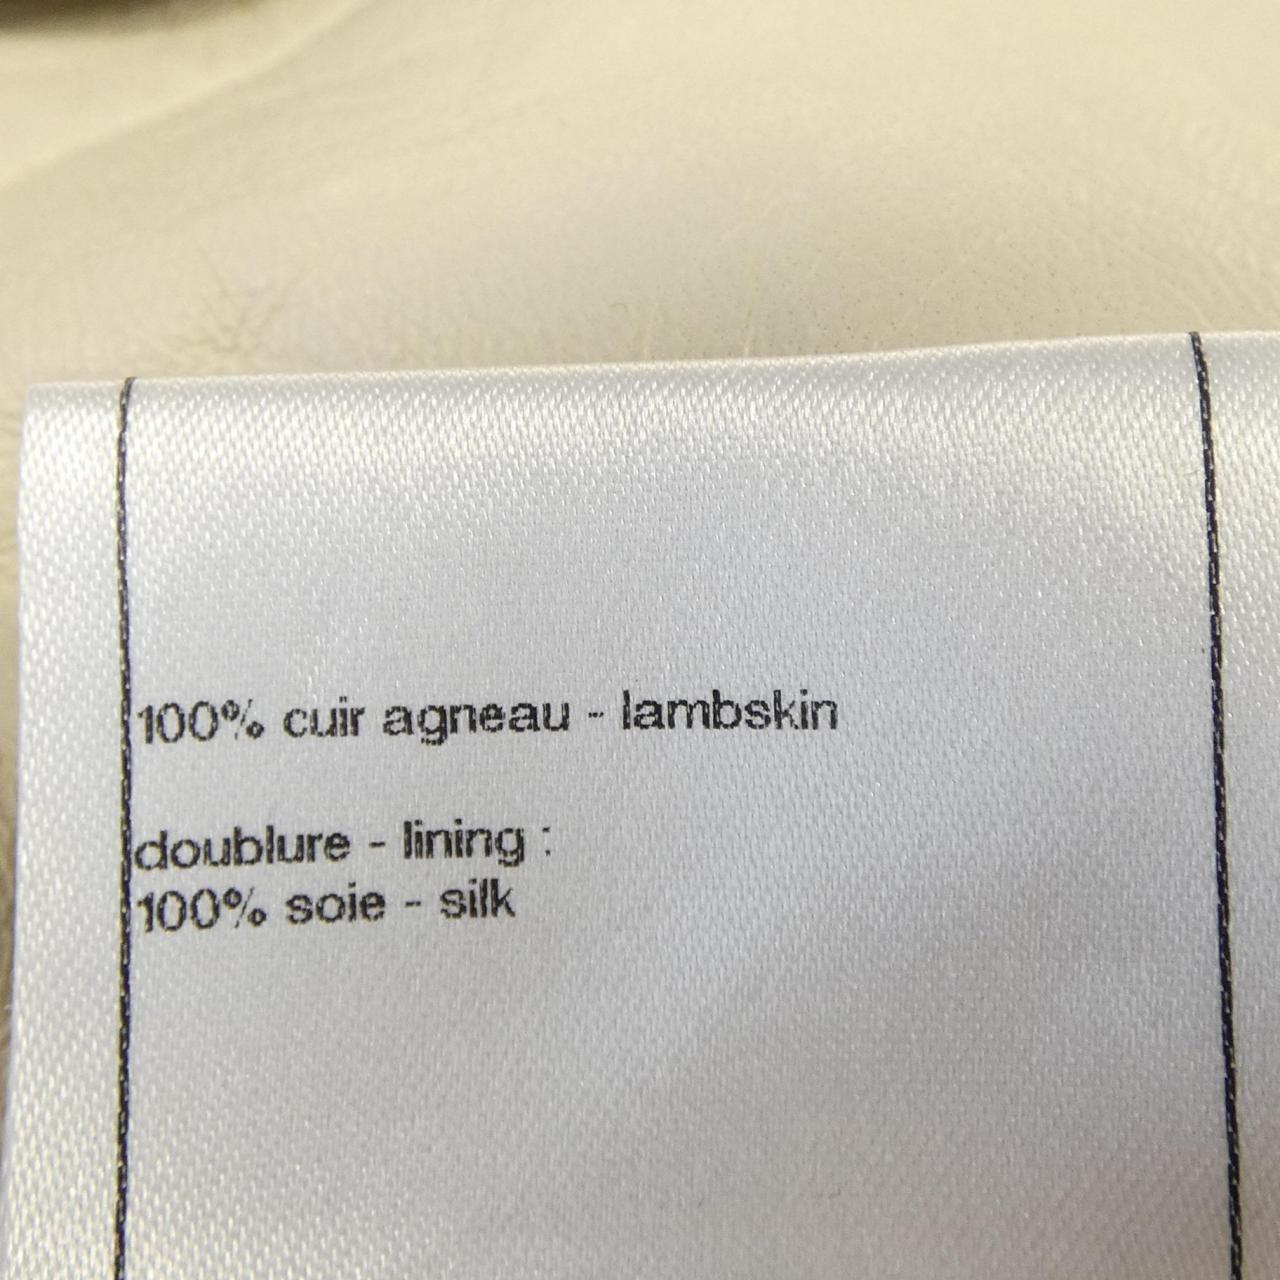 100% cuir agneau - lambskin
doublure - lining :
100% soie - silk